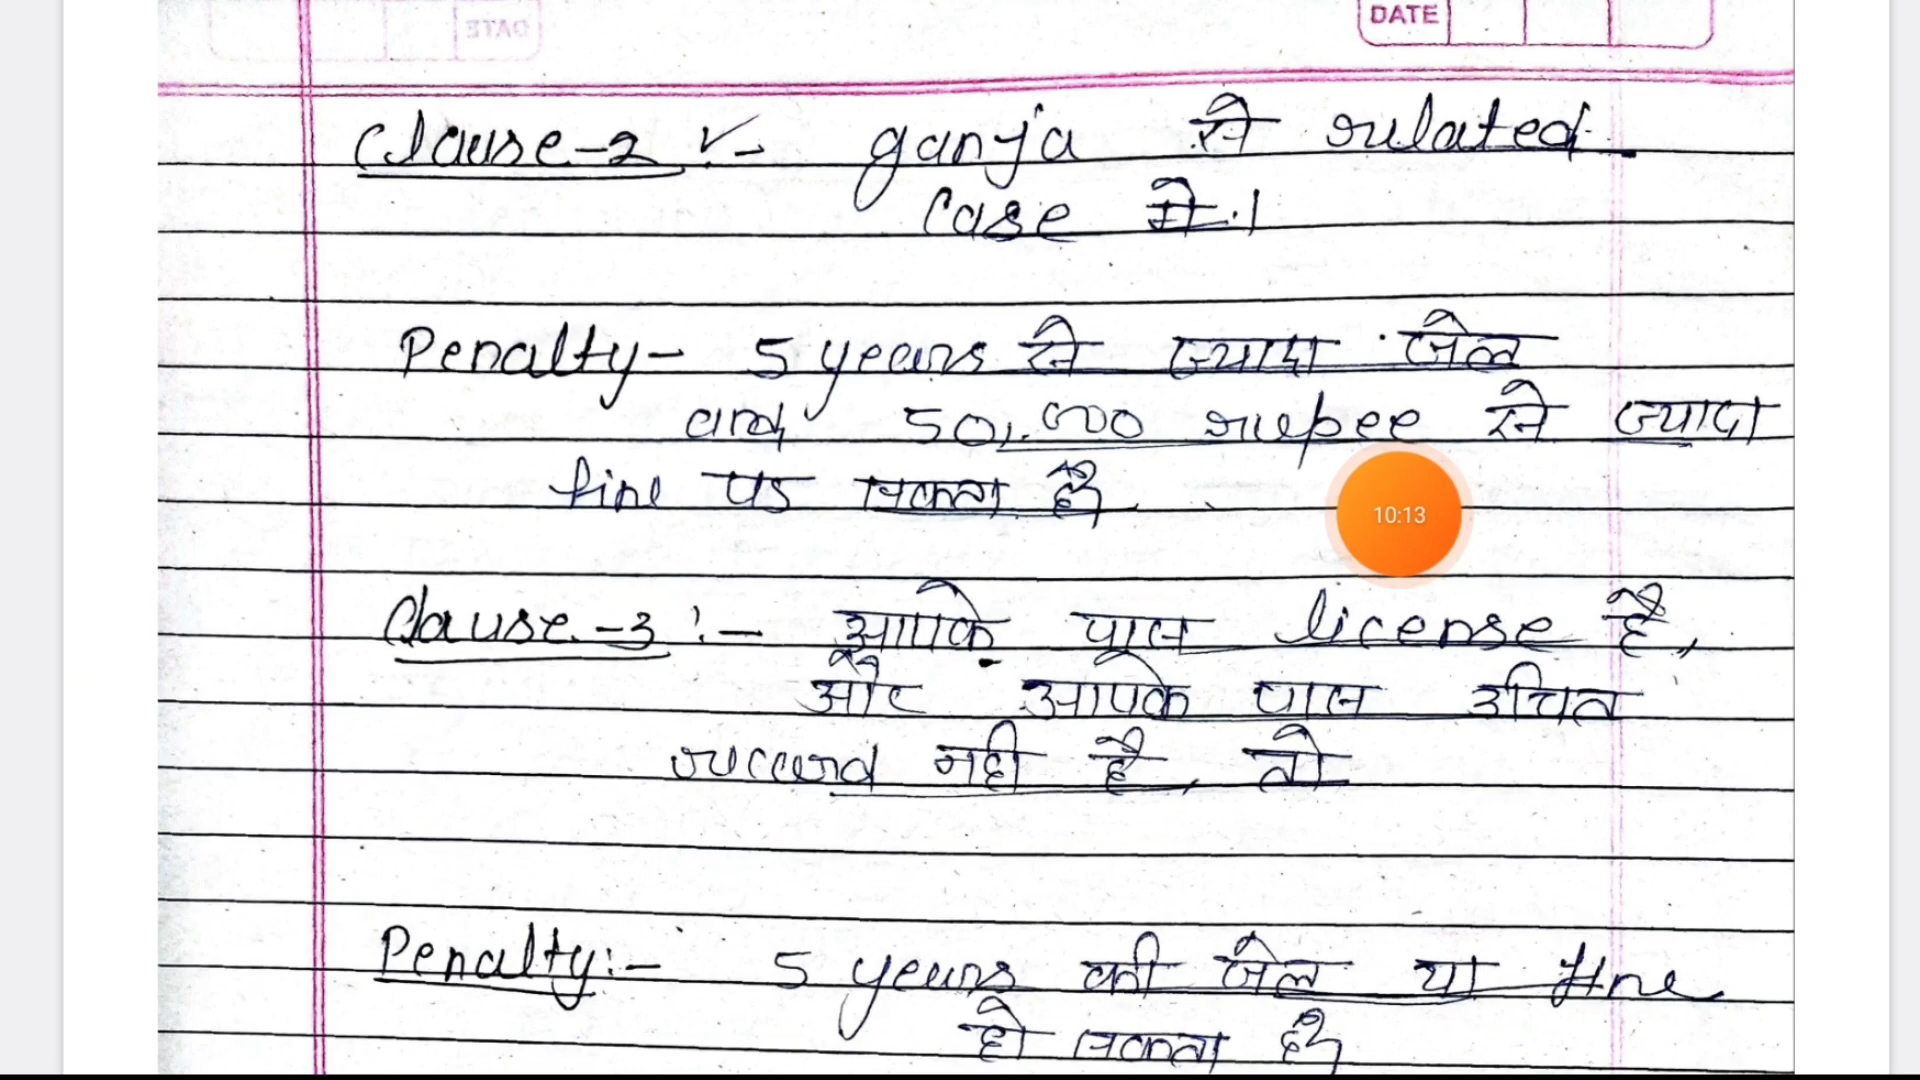 DATE
Clause-2 :- ganja से related
case में।
Penalty- 5 years से ज्यादा जेल
and 50,000 rupee से ज्यादा
fine पड सकता है
10:13
Clause-3 :- आपके पास license है,
और आपके पास उचित
record नही है, तो
Penalty:- 5 years की जेल या fine
हो सकता है